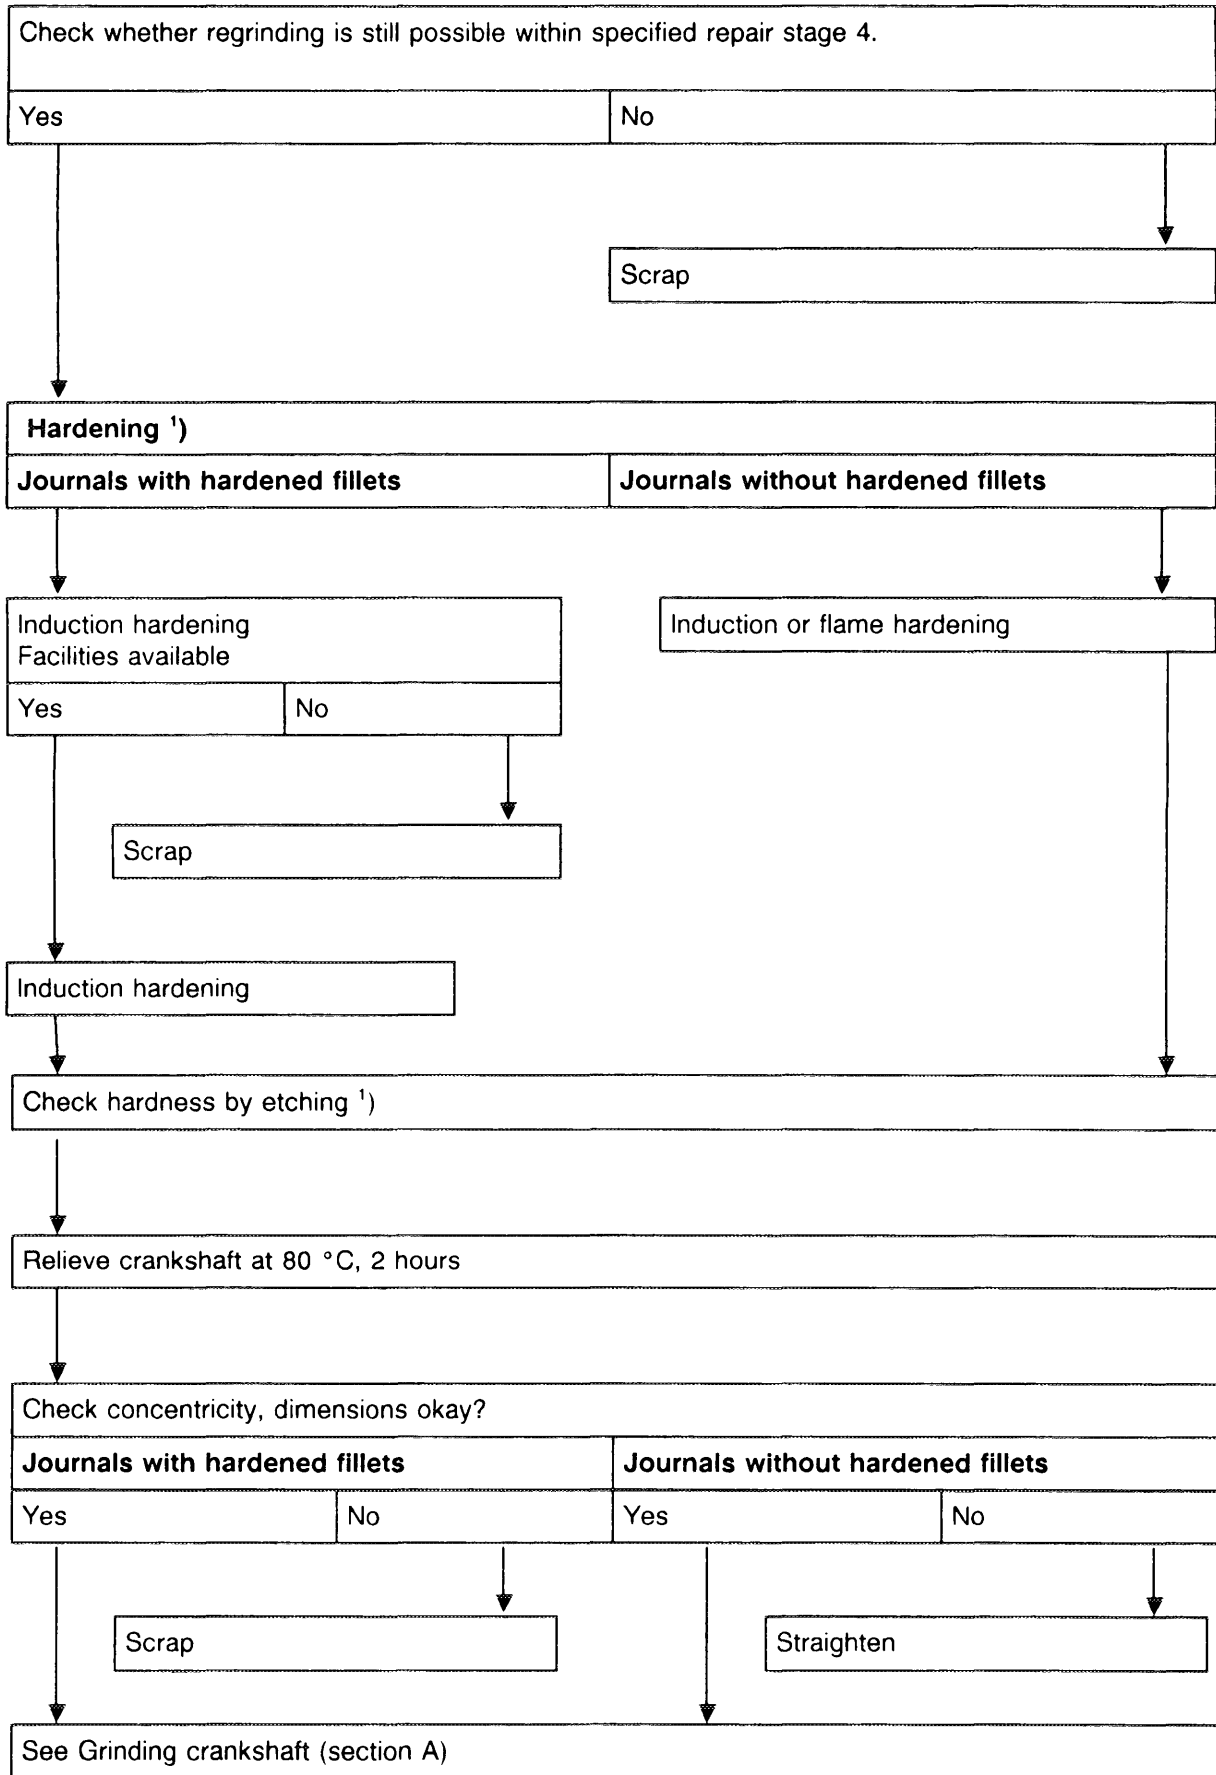 Check whether regrinding is still possible within specified repair stage 4.
Yes
No
Scrap
Hardening ¹)
Journals with hardened fillets
Journals without hardened fillets
Induction hardening
Facilities available
Induction or flame hardening
Yes
No
Scrap
Induction hardening
Check hardness by etching ¹)
Relieve crankshaft at 80 °C, 2 hours
Check concentricity, dimensions okay?
Journals with hardened fillets
Journals without hardened fillets
Yes
No
Yes
No
Scrap
Straighten
See Grinding crankshaft (section A)